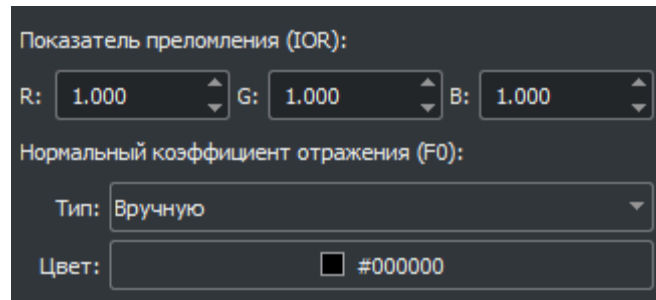 Показатель преломления (IOR):
R: 1.000 G: 1.000 B: 1.000
Нормальный коэффициент отражения (F0):
Тип: Вручную
Цвет: #000000